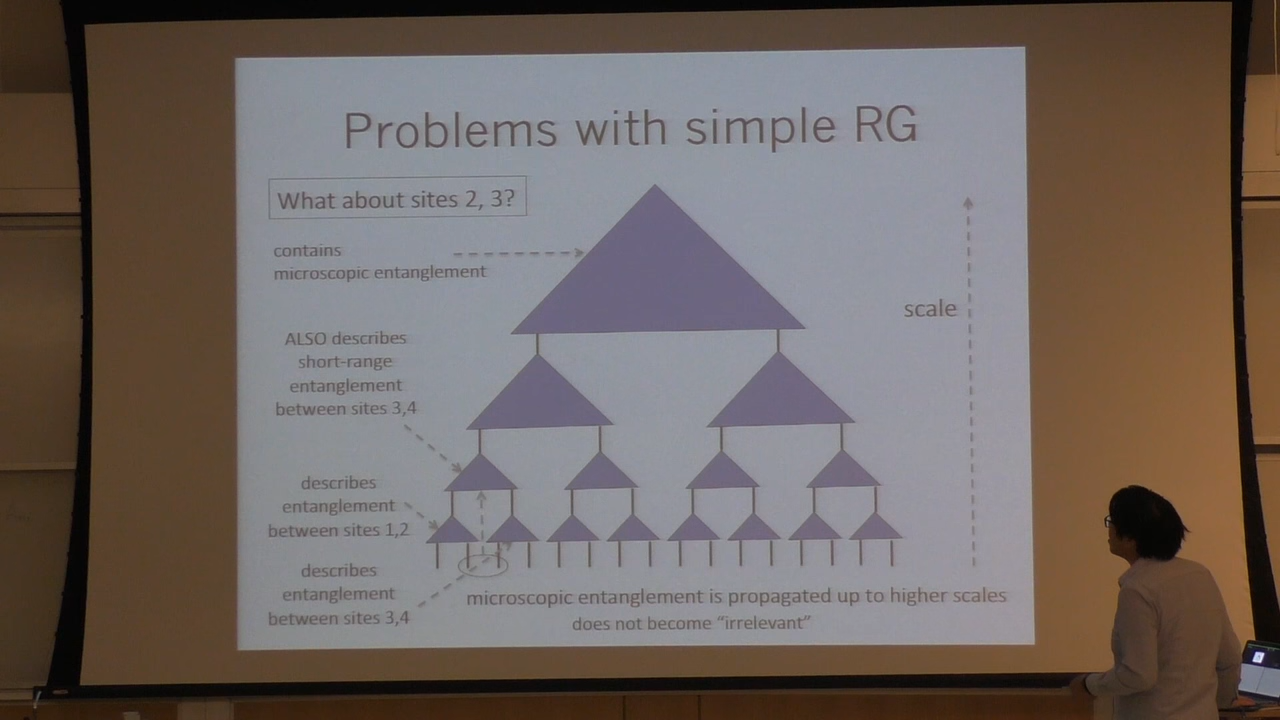 Problems with simple RG
What about sites 2, 3?
contains
microscopic entanglement
scale
ALSO describes
short-range
entanglement
between sites 3,4
describes
entanglement
between sites 1,2
describes
entanglement
between sites 3,4
microscopic entanglement is propagated up to higher scales
does not become “irrelevant”